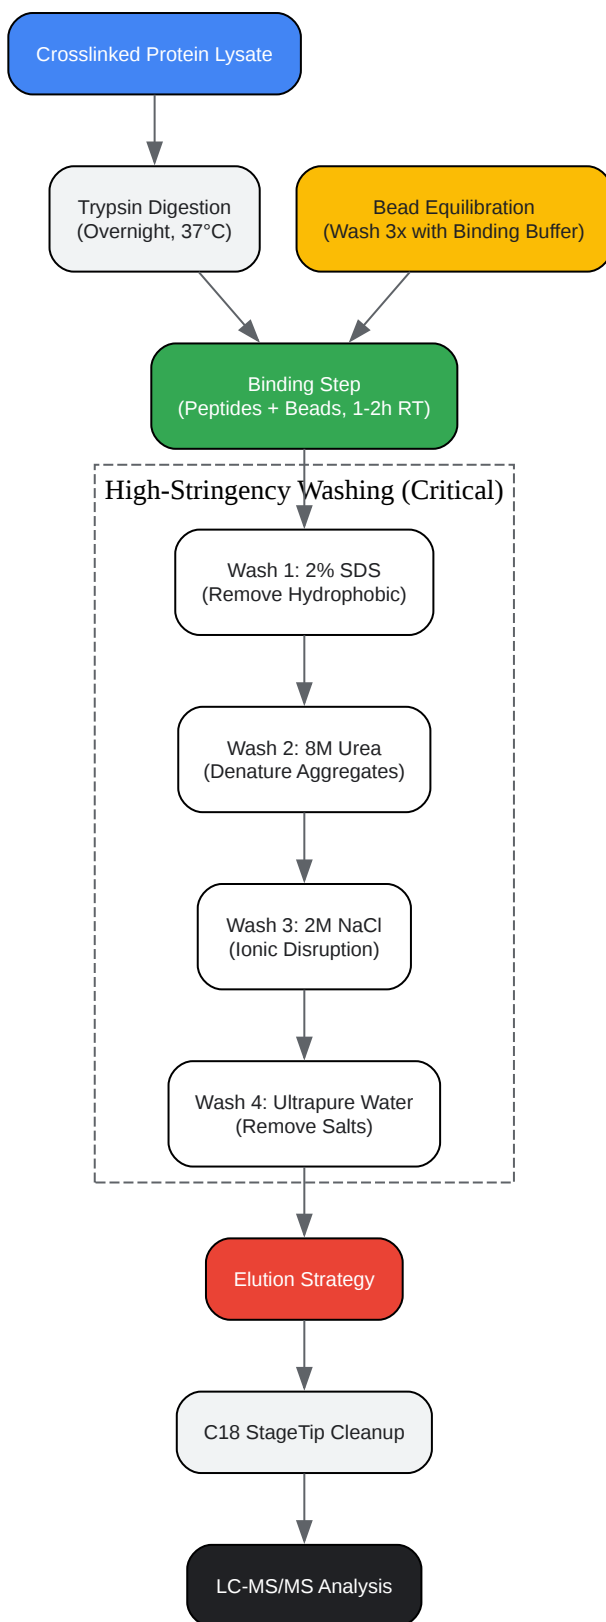 Crosslinked Protein Lysate
Trypsin Digestion
(Overnight, 37°C)
Bead Equilibration
(Wash 3x with Binding Buffer)
Binding Step
(Peptides + Beads, 1-2h RT)
High-Stringency Washing (Critical)
Wash 1: 2% SDS
(Remove Hydrophobic)
Wash 2: 8M Urea
(Denature Aggregates)
Wash 3: 2M NaCl
(Ionic Disruption)
Wash 4: Ultrapure Water
(Remove Salts)
Elution Strategy
C18 StageTip Cleanup
LC-MS/MS Analysis